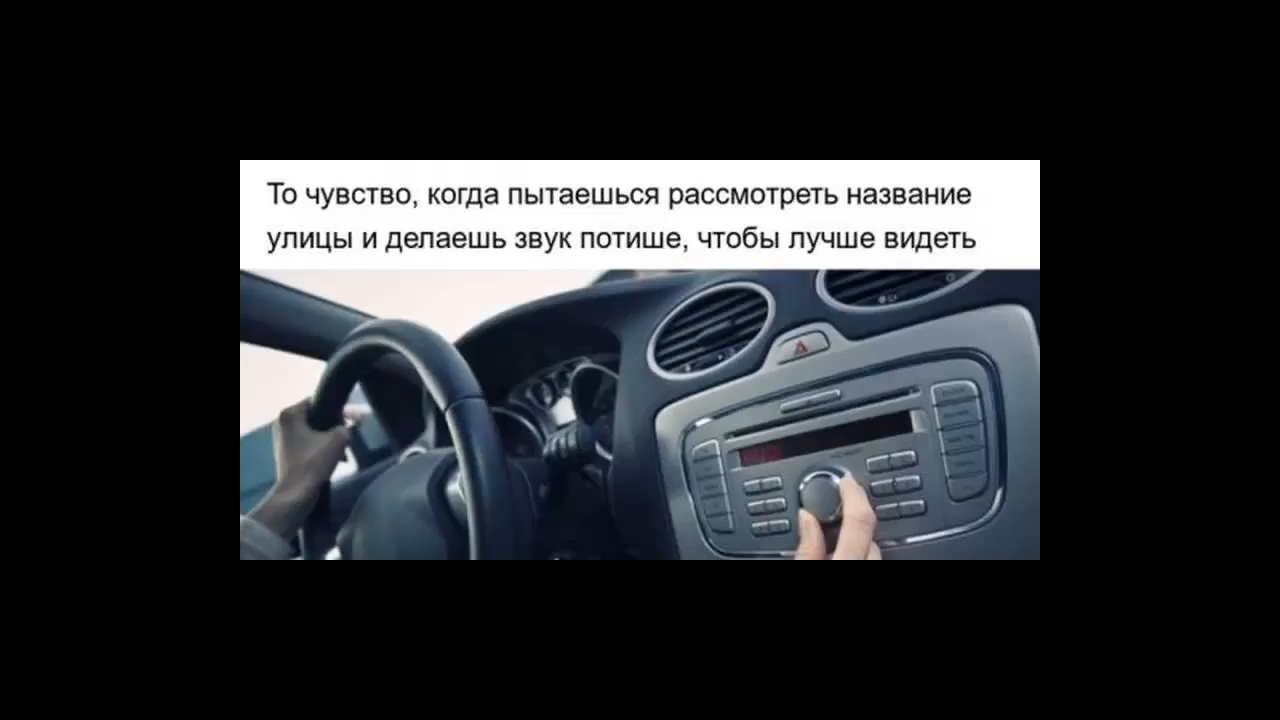 То чувство, когда пытаешься рассмотреть название
улицы и делаешь звук потише, чтобы лучше видеть